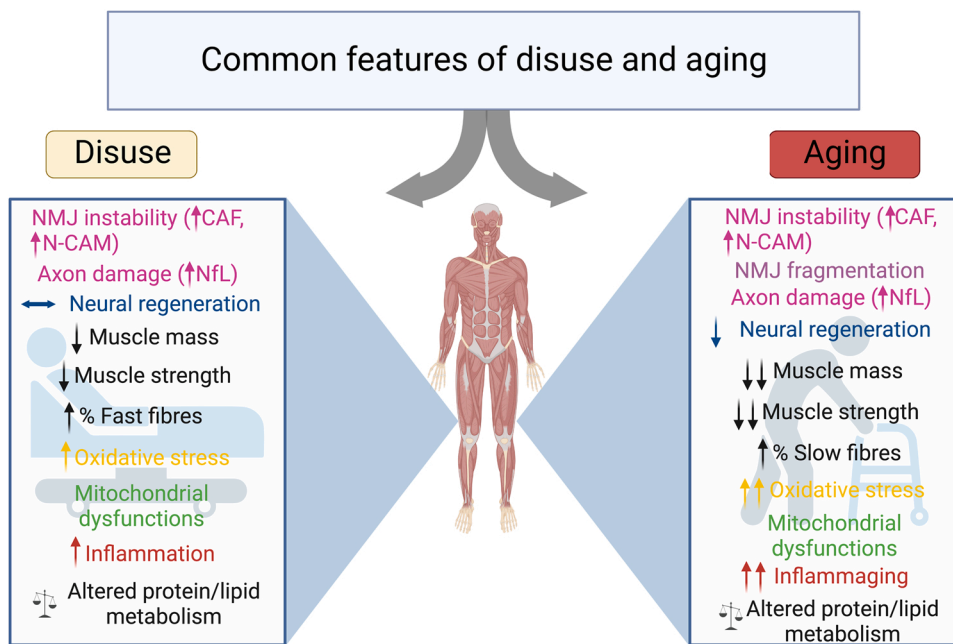 Common features of disuse and aging
Disuse
NMJ instability (↑CAF,
↑N-CAM)
Axon damage (↑NfL)
↔ Neural regeneration
↓ Muscle mass
↓ Muscle strength
↑ % Fast fibres
↑ Oxidative stress
Mitochondrial
dysfunctions
↑ Inflammation
Altered protein/lipid
metabolism
Aging
NMJ instability (↑CAF,
↑N-CAM)
NMJ fragmentation
Axon damage (↑NfL)
↓ Neural regeneration
↓↓ Muscle mass
↓↓ Muscle strength
↑ % Slow fibres
↑↑ Oxidative stress
Mitochondrial
dysfunctions
↑↑ Inflammaging
Altered protein/lipid
metabolism